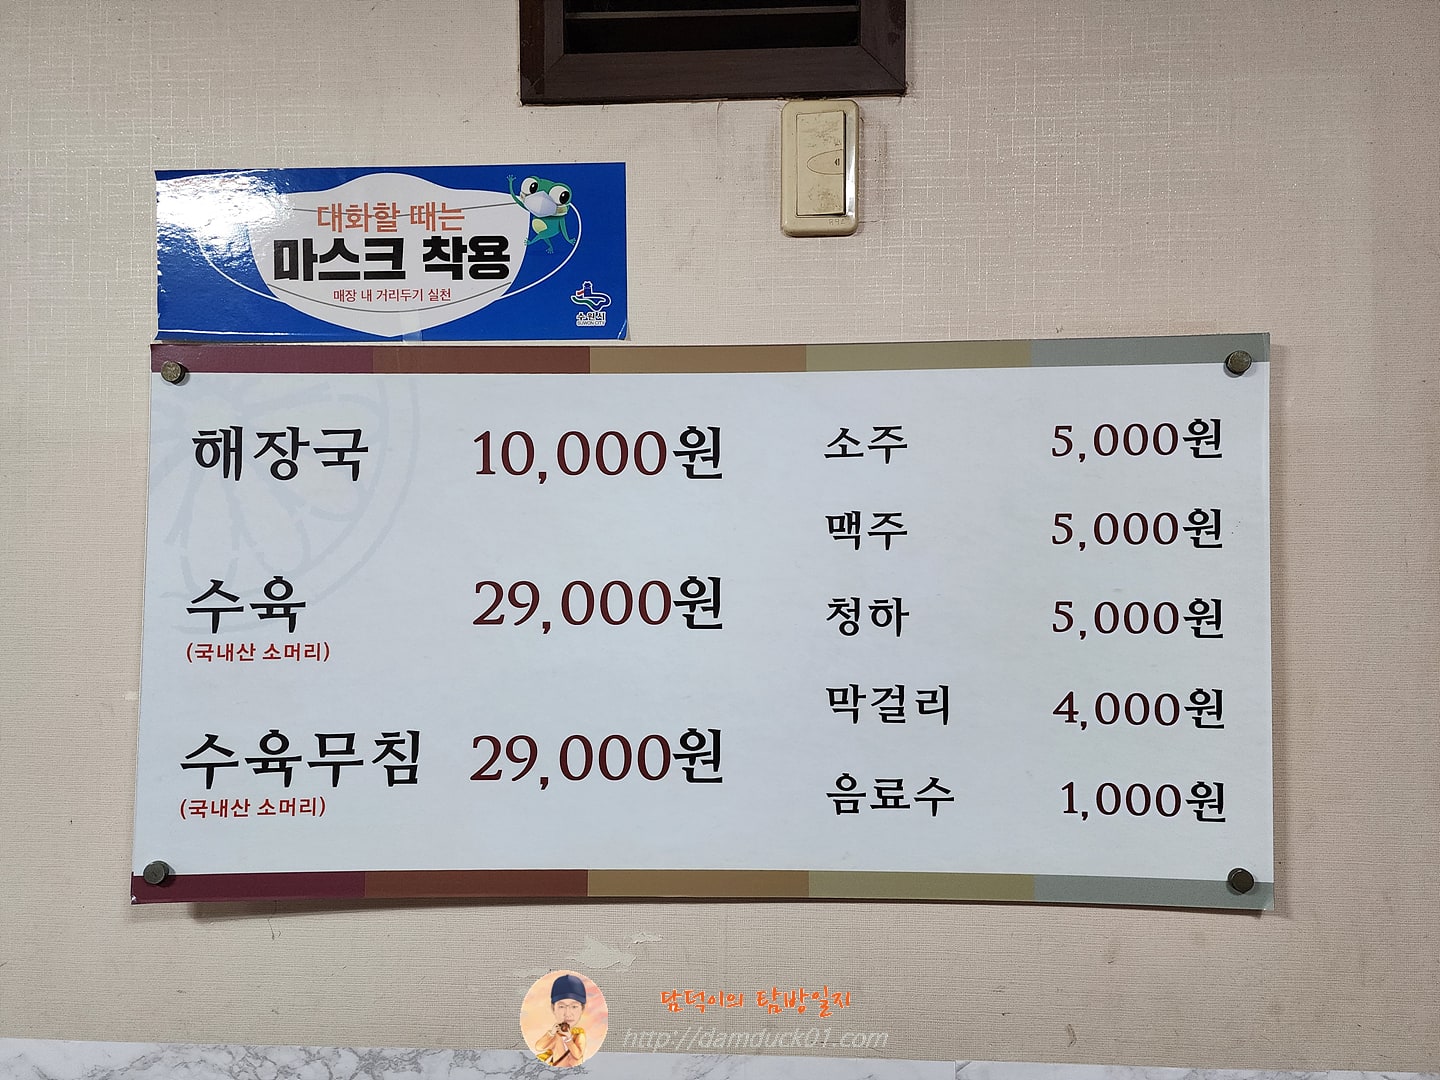 대화할 때는
마스크 착용
매장 내 거리두기 실천
수원시
SUWON CITY
해장국 10,000원
수육 29,000원
(국내산 소머리)
수육무침 29,000원
(국내산 소머리)
소주 5,000원
맥주 5,000원
청하 5,000원
막걸리 4,000원
음료수 1,000원
담덕이의 탐방일지
http://damduck01.com